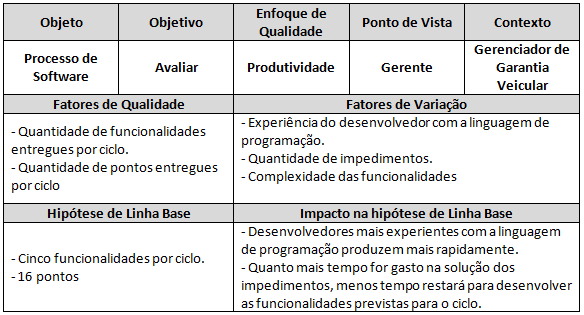 Objeto
Objetivo
Enfoque de
Qualidade
Ponto de Vista
Contexto
Processo de
Software
Avaliar
Produtividade
Gerente
Gerenciador de
Garantia
Veicular
Fatores de Qualidade
Fatores de Variação
- Quantidade de funcionalidades
entregues por ciclo.
- Quantidade de pontos entregues
por ciclo
- Experiência do desenvolvedor com a linguagem de
programação.
- Quantidade de impedimentos.
- Complexidade das funcionalidades
Hipótese de Linha Base
Impacto na hipótese de Linha Base
- Cinco funcionalidades por ciclo.
- 16 pontos
- Desenvolvedores mais experientes com a linguagem
de programação produzem mais rapidamente.
- Quanto mais tempo for gasto na solução dos
impedimentos, menos tempo restará para desenvolver
as funcionalidades previstas para o ciclo.